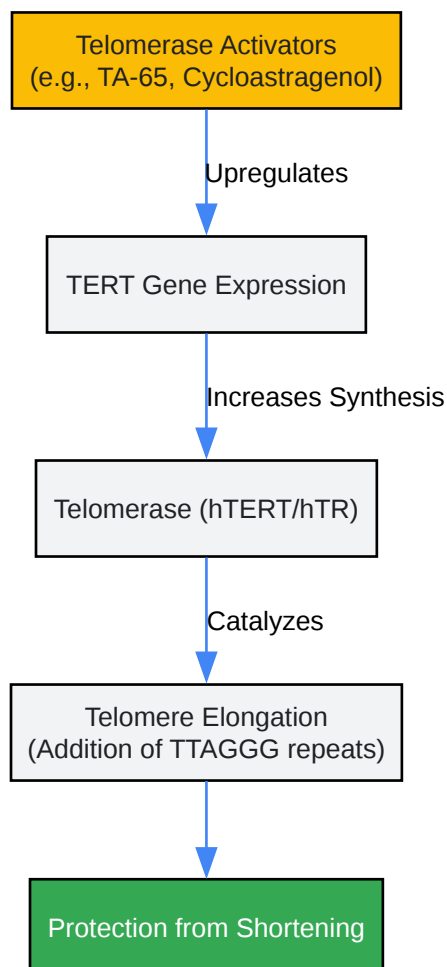 Telomerase Activators
(e.g., TA-65, Cycloastragenol)
Upregulates
TERT Gene Expression
Increases Synthesis
Telomerase (hTERT/hTR)
Catalyzes
Telomere Elongation
(Addition of TTAGGG repeats)
Protection from Shortening